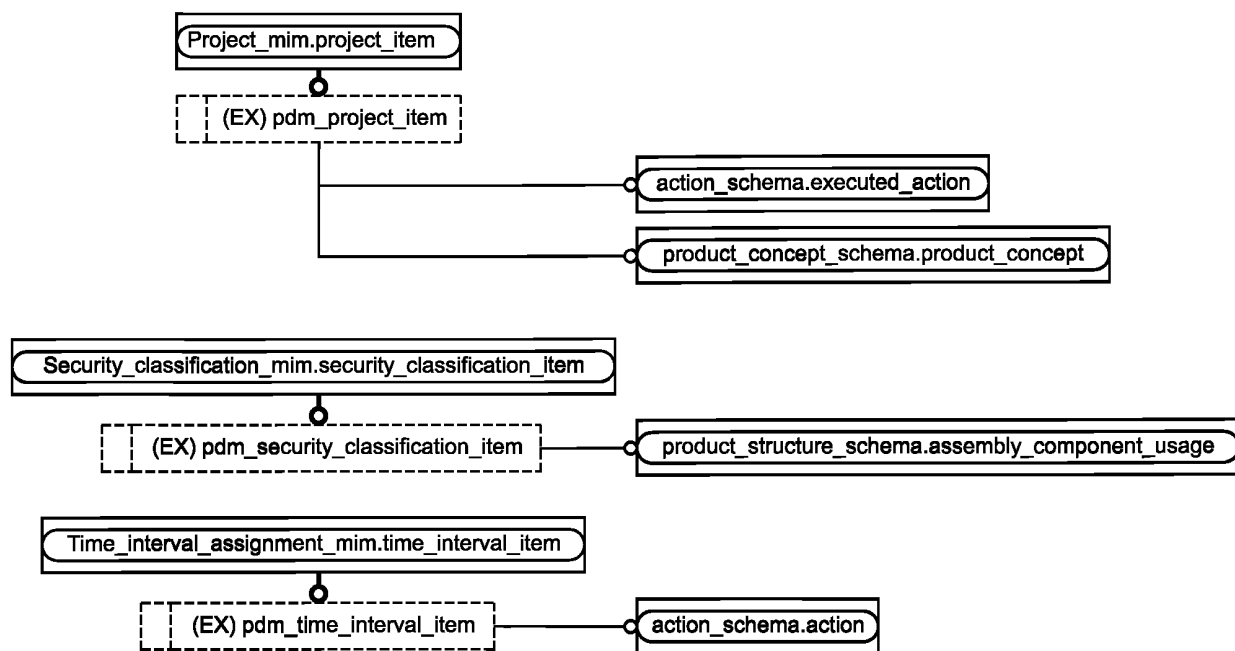 Project_mim.project_item
(EX) pdm_project_item
action_schema.executed_action
product_concept_schema.product_concept
Security_classification_mim.security_classification_item
(EX) pdm_security_classification_item
product_structure_schema.assembly_component_usage
Time_interval_assignment_mim.time_interval_item
(EX) pdm_time_interval_item
action_schema.action